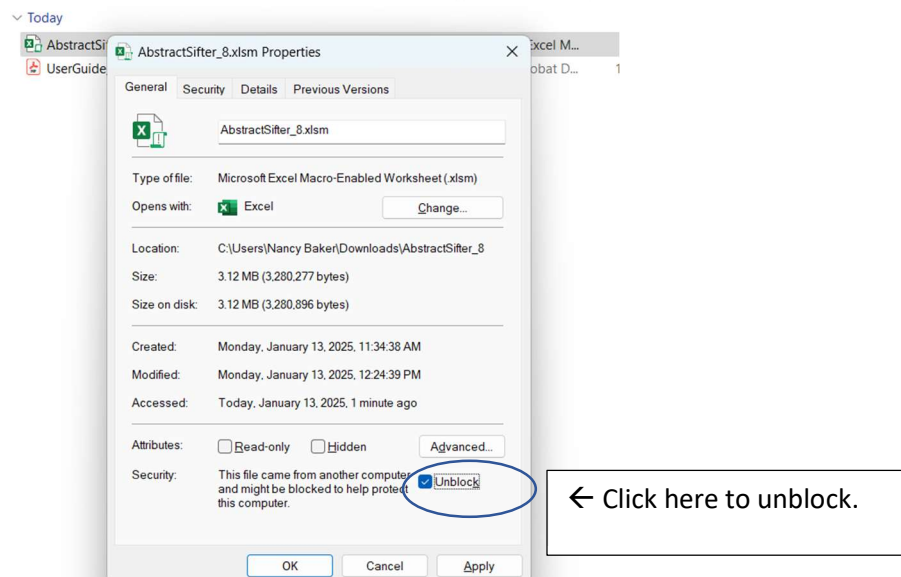 Today
AbstractSi
Excel M...
UserGuide
obat D...
1
AbstractSifter_8.xlsm Properties
General Security Details Previous Versions
AbstractSifter_8.xlsm
Type of file: Microsoft Excel Macro-Enabled Worksheet (.xlsm)
Opens with: Excel Change...
Location: C:\Users\Nancy Baker\Downloads\AbstractSifter_8
Size: 3.12 MB (3,280,277 bytes)
Size on disk: 3.12 MB (3,280,896 bytes)
Created: Monday, January 13, 2025, 11:34:38 AM
Modified: Monday, January 13, 2025, 12:24:39 PM
Accessed: Today, January 13, 2025, 1 minute ago
Attributes: Read-only Hidden Advanced...
Security: This file came from another computer
and might be blocked to help protect
this computer.
Unblock
← Click here to unblock.
OK Cancel Apply